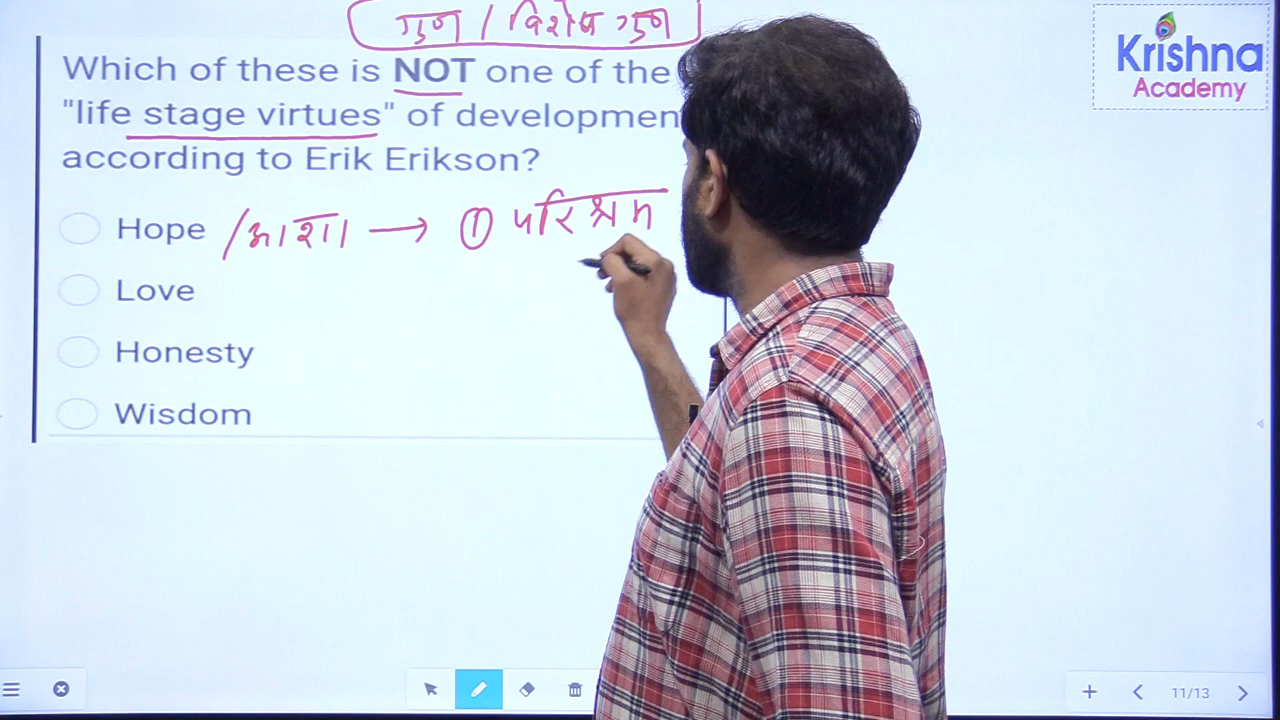 गुण / विशेष गुण
Krishna
Academy
Which of these is NOT one of the
"life stage virtues" of developmen
according to Erik Erikson?
Hope / आशा → ① परिश्रम
Love
Honesty
Wisdom
11/13